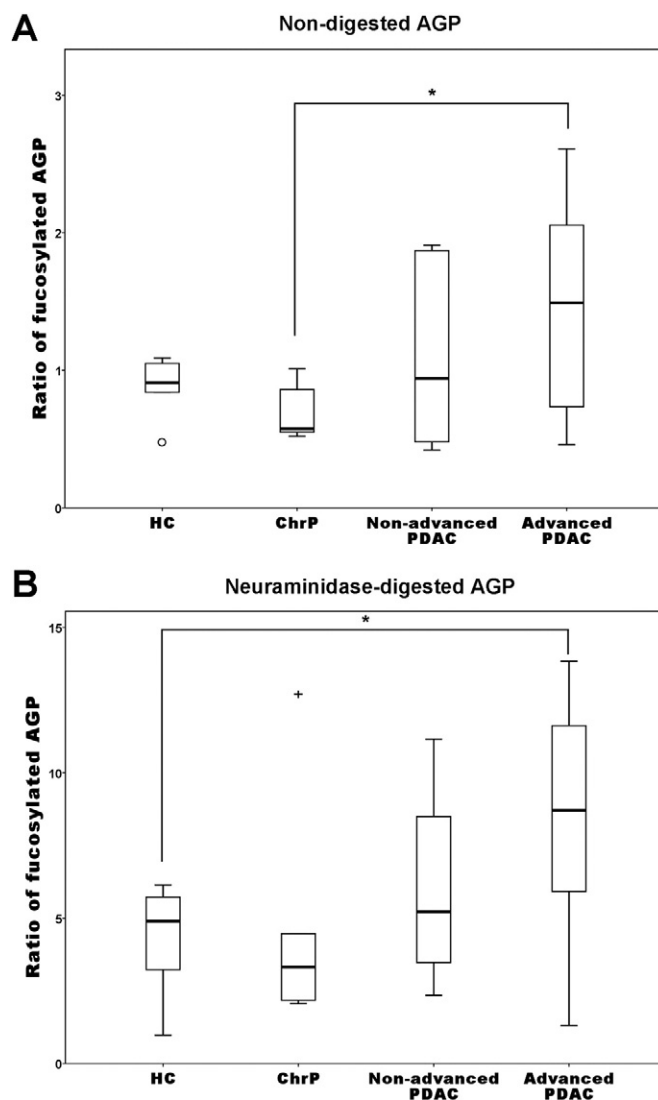 A
Non-digested AGP
Ratio of fucosylated AGP
3
2
1
0
*
HC
ChrP
Non-advanced
PDAC
Advanced
PDAC
B
Neuraminidase-digested AGP
Ratio of fucosylated AGP
15
10
5
0
*
+
HC
ChrP
Non-advanced
PDAC
Advanced
PDAC